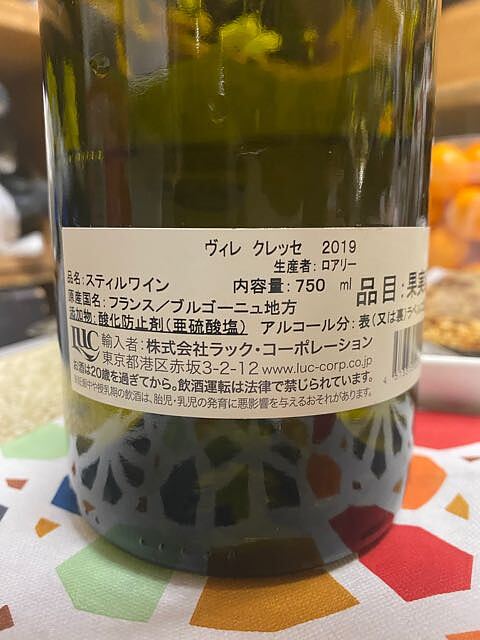 ヴィレ クレッセ 2019
生産者: ロアリー
品名: スティルワイン 内容量: 750 ml 品目: 果実
原産国名: フランス／ブルゴーニュ地方
添加物: 酸化防止剤(亜硫酸塩) アルコール分: 表(又は裏)ラベルに
LUC 輸入者: 株式会社ラック・コーポレーション
東京都港区赤坂3-2-12 www.luc-corp.co.jp
お酒は20歳を過ぎてから。飲酒運転は法律で禁じられています。
妊娠中や授乳期の飲酒は、胎児・乳児の発育に悪影響を与えるおそれがあります。